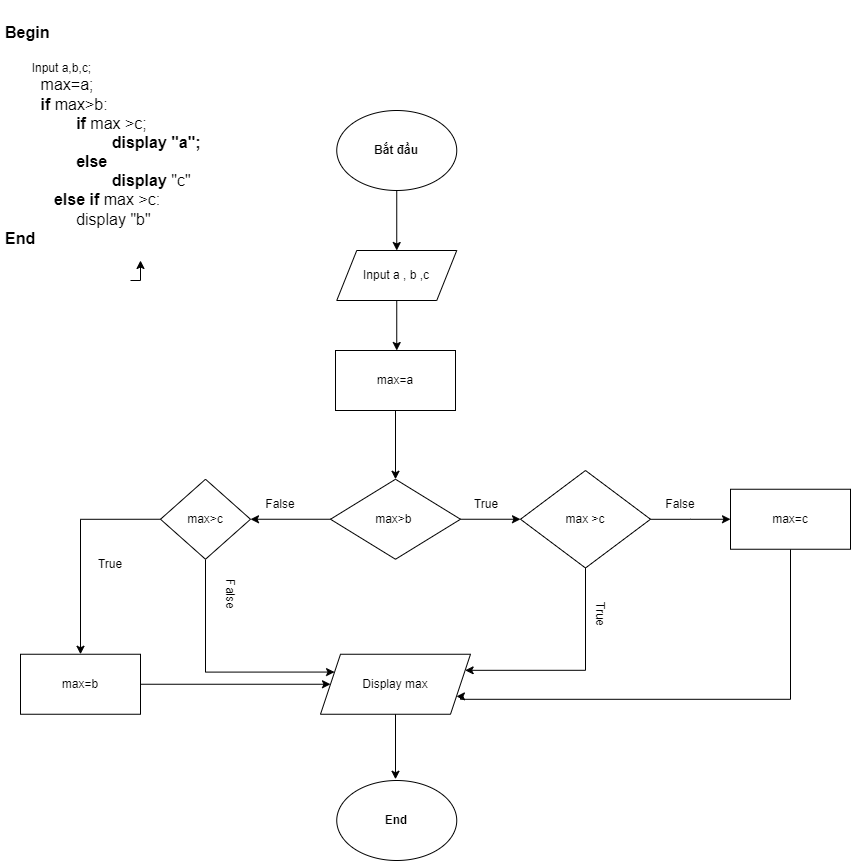 Begin
Input a,b,c;
max=a;
if max>b:
if max >c;
display "a";
else
display "c"
else if max >c:
display "b"
End
Bắt đầu
Input a , b ,c
max=a
max>c
False
max>b
True
max >c
False
max=c
True
False
True
max=b
Display max
End